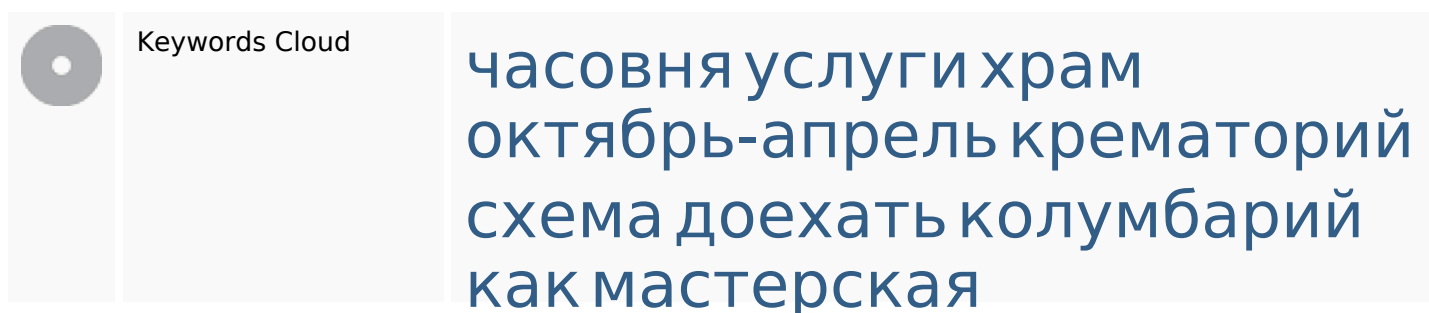 Keywords Cloud
часовня услуги храм
октябрь-апрель крематорий
схема доехать колумбарий
как мастерская